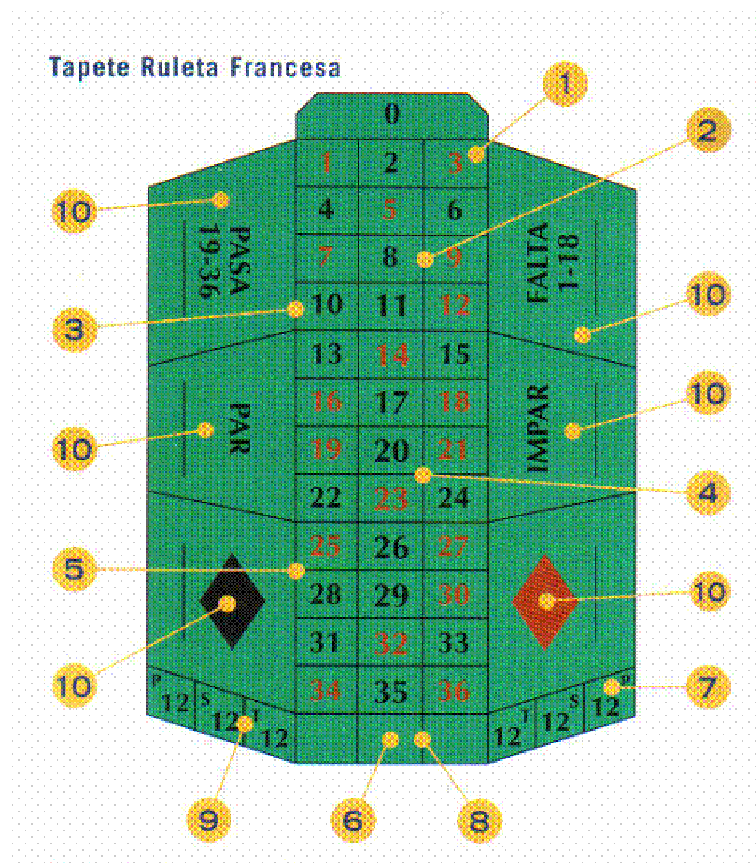 Tapete Ruleta Francesa
1
2
0
1 2 3
10
4 5 6
PASA
19-36
FALTA
1-18
7 8 9
10
3
10 11 12
13 14 15
10
16 17 18
10
PAR
IMPAR
19 20 21
4
22 23 24
25 26 27
5
28 29 30
10
31 32 33
10
34 35 36
7
P 12 S 12 T 12
12 T 12 S 12 P
9
6
8